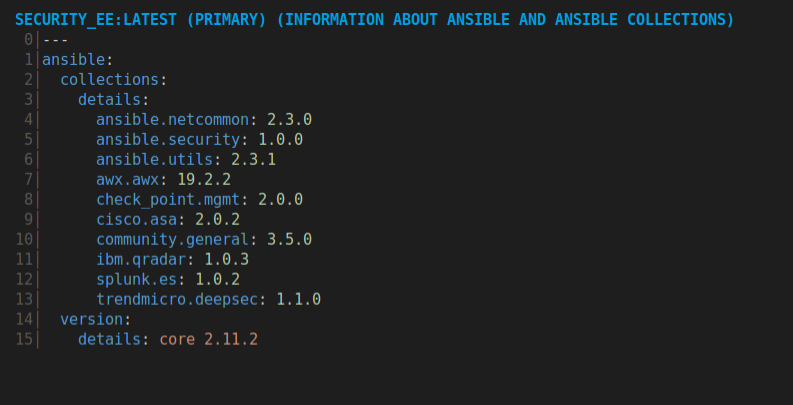 SECURITY_EE:LATEST (PRIMARY) (INFORMATION ABOUT ANSIBLE AND ANSIBLE COLLECTIONS)
 0│---
 1│ansible:
 2│  collections:
 3│    details:
 4│      ansible.netcommon: 2.3.0
 5│      ansible.security: 1.0.0
 6│      ansible.utils: 2.3.1
 7│      awx.awx: 19.2.2
 8│      check_point.mgmt: 2.0.0
 9│      cisco.asa: 2.0.2
10│      community.general: 3.5.0
11│      ibm.qradar: 1.0.3
12│      splunk.es: 1.0.2
13│      trendmicro.deepsec: 1.1.0
14│  version:
15│    details: core 2.11.2